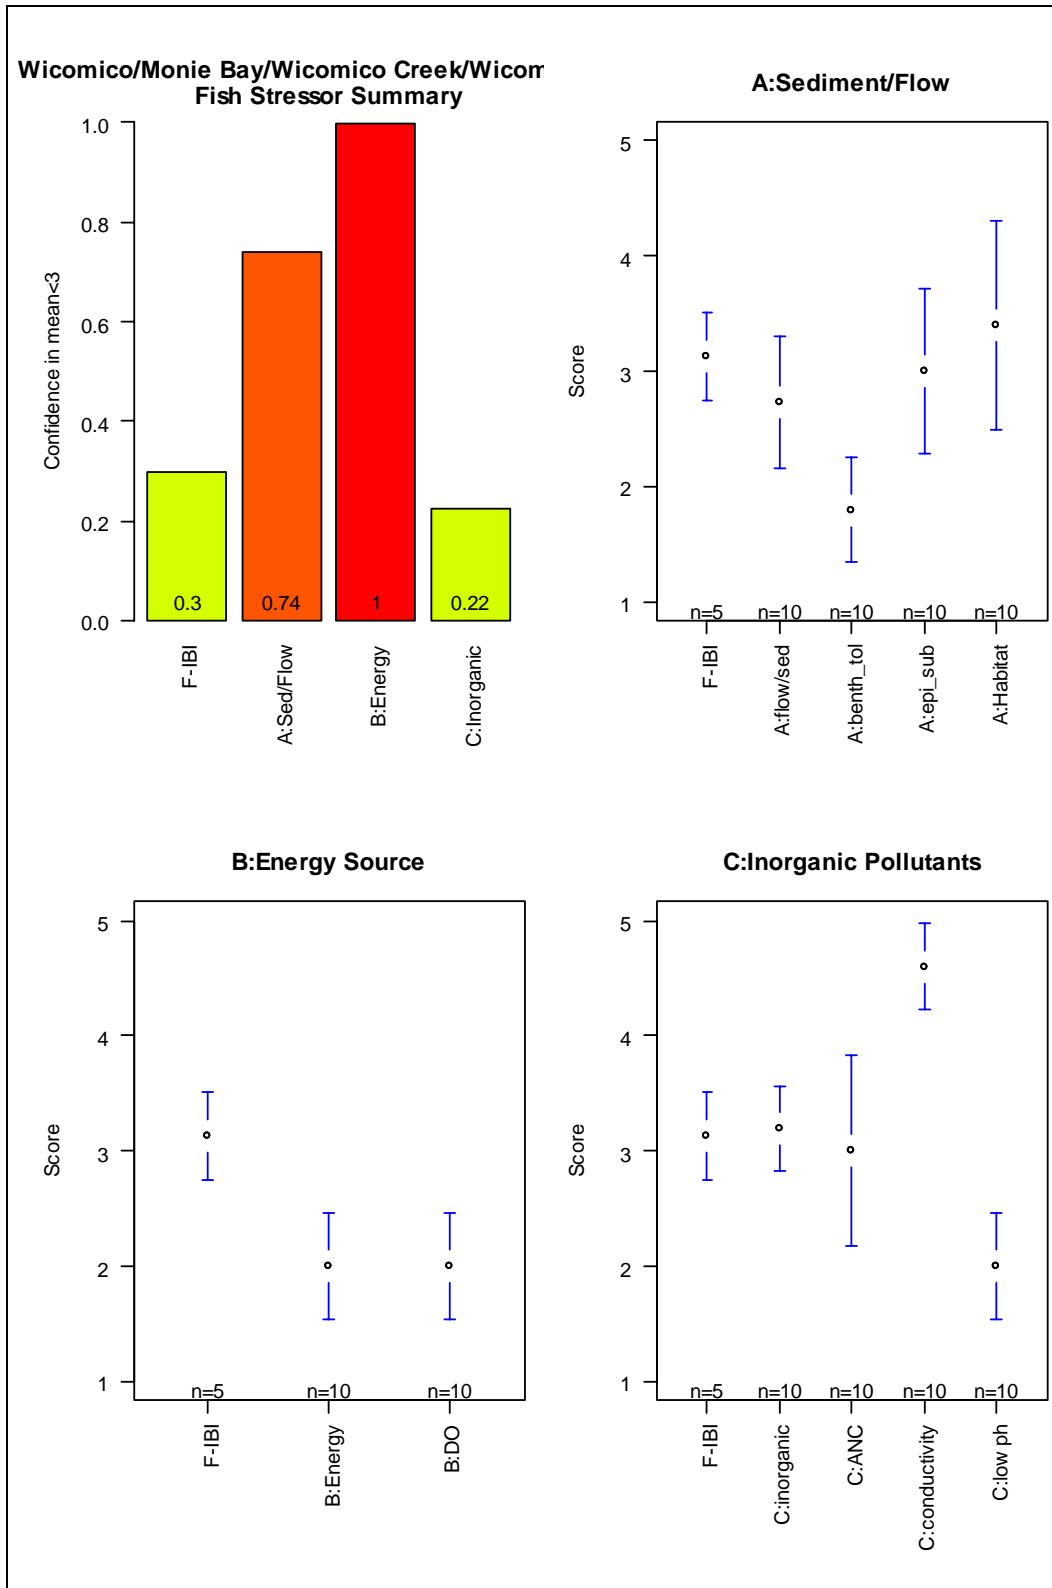 Wicomico/Monie Bay/Wicomico Creek/Wicom
Fish Stressor Summary
Confidence in mean<3
1.0
0.8
0.6
0.4
0.2
0.0
0.3
0.74
1
0.22
F-IBI
A:Sed/Flow
B:Energy
C:Inorganic
A:Sediment/Flow
Score
5
4
3
2
1
n=5
n=10
n=10
n=10
n=10
F-IBI
A:flow/sed
A:benth_tol
A:epi_sub
A:Habitat
B:Energy Source
Score
5
4
3
2
1
n=5
n=10
n=10
F-IBI
B:Energy
B:DO
C:Inorganic Pollutants
Score
5
4
3
2
1
n=5
n=10
n=10
n=10
n=10
F-IBI
C:inorganic
C:ANC
C:conductivity
C:low ph